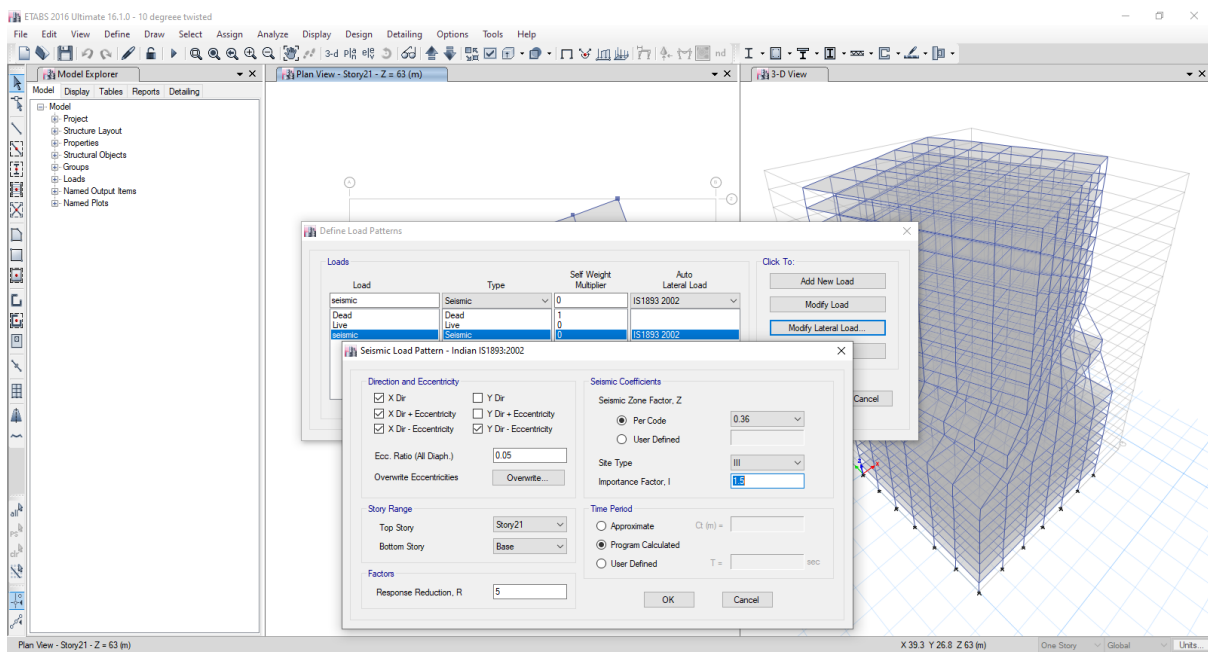 ETABS 2016 Ultimate 16.1.0 - 10 degreee twisted
File Edit View Define Draw Select Assign Analyze Display Design Detailing Options Tools Help
3-d nd
Model Explorer
Plan View - Story21 - Z = 63 (m)
3-D View
Model Display Tables Reports Detailing
Model
Project
Structure Layout
Properties
Structural Objects
Groups
Loads
Named Output Items
Named Plots
Define Load Patterns
Loads
Click To:
Load Type Self Weight Multiplier Auto Lateral Load
seismic Seismic 0 IS1893 2002
Dead Dead 1
Live Live 0
seismic Seismic 0 IS1893 2002
Add New Load
Modify Load
Modify Lateral Load...
Cancel
Seismic Load Pattern - Indian IS1893:2002
Direction and Eccentricity
X Dir Y Dir
X Dir + Eccentricity Y Dir + Eccentricity
X Dir - Eccentricity Y Dir - Eccentricity
Ecc. Ratio (All Diaph.) 0.05
Overwrite Eccentricities Overwrite...
Story Range
Top Story Story21
Bottom Story Base
Factors
Response Reduction, R 5
Seismic Coefficients
Seismic Zone Factor, Z
Per Code 0.36
User Defined
Site Type III
Importance Factor, I 1.5
Time Period
Approximate Ct (m) =
Program Calculated
User Defined T = sec
OK Cancel
all
Plan View - Story21 - Z = 63 (m)
X 39.3 Y 26.8 Z 63 (m)
One Story Global Units...